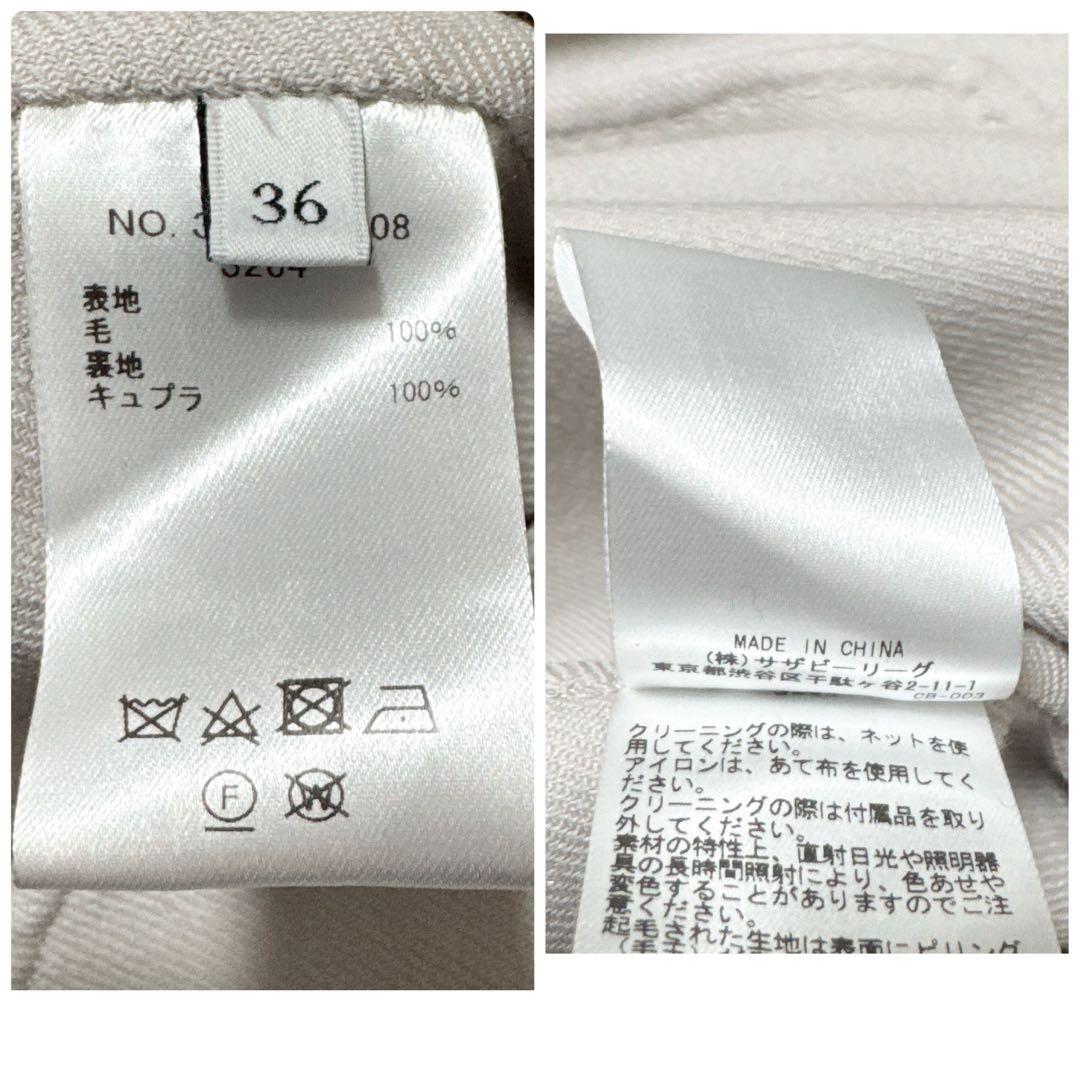 36
NO. 3 08
3204
表地
毛 100%
裏地
キュプラ 100%
F
W
MADE IN CHINA
(株)サザビーリーグ
東京都渋谷区千駄ヶ谷2-11-1
CB-003
クリーニングの際は、ネットを使
用してください。
アイロンは、あて布を使用してく
ださい。
クリーニングの際は付属品を取り
外してください。
素材の特性上、直射日光や照明器
具の長時間照射により、色あせや
変色することがありますのでご注
意ください。
起毛された生地は表面にピリング